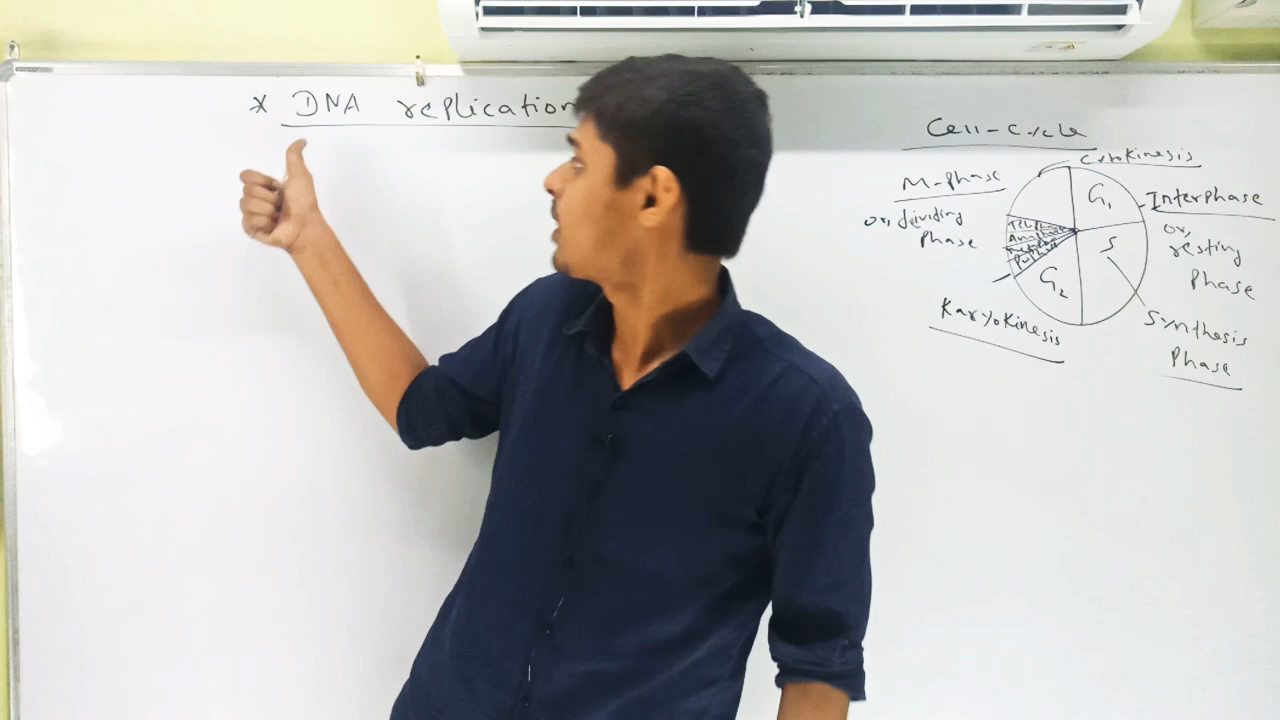 * DNA replication
Cell-Cycle
Cytokinesis
M-Phase
or, dividing
Phase
G₁
Interphase
or,
resting
Phase
S
G₂
Karyokinesis
Synthesis
Phase